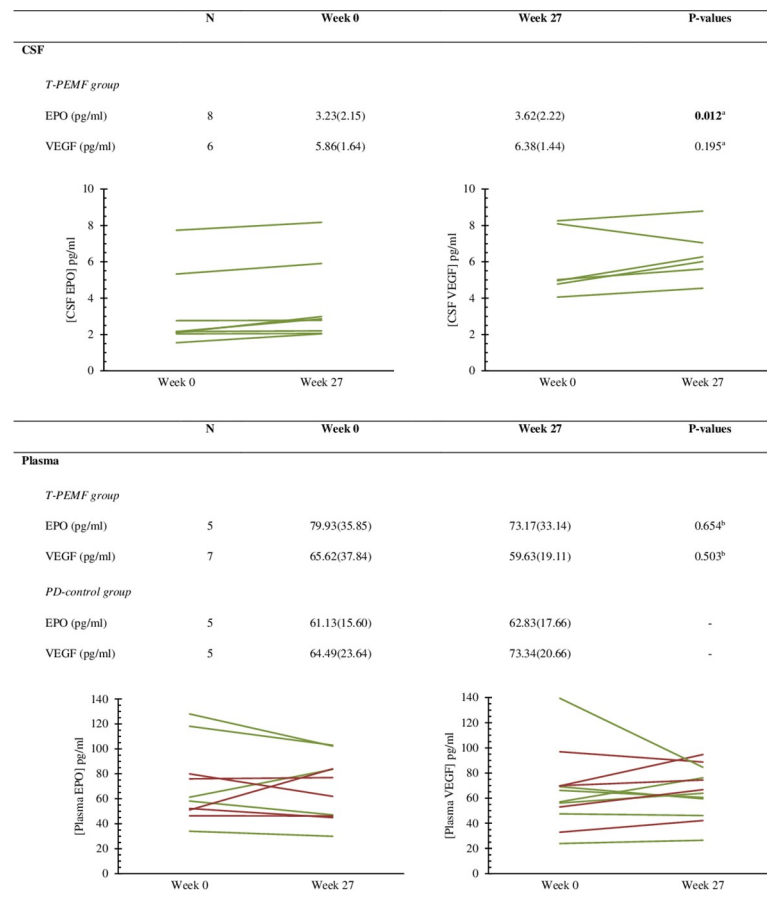 N Week 0 Week 27 P-values
CSF
T-PEMF group
EPO (pg/ml) 8 3.23(2.15) 3.62(2.22) 0.012ᵃ
VEGF (pg/ml) 6 5.86(1.64) 6.38(1.44) 0.195ᵃ
[CSF EPO] pg/ml
10
8
6
4
2
0
Week 0 Week 27
[CSF VEGF] pg/ml
10
8
6
4
2
0
Week 0 Week 27
N Week 0 Week 27 P-values
Plasma
T-PEMF group
EPO (pg/ml) 5 79.93(35.85) 73.17(33.14) 0.654ᵇ
VEGF (pg/ml) 7 65.62(37.84) 59.63(19.11) 0.503ᵇ
PD-control group
EPO (pg/ml) 5 61.13(15.60) 62.83(17.66) -
VEGF (pg/ml) 5 64.49(23.64) 73.34(20.66) -
[Plasma EPO] pg/ml
140
120
100
80
60
40
20
0
Week 0 Week 27
[Plasma VEGF] pg/ml
140
120
100
80
60
40
20
0
Week 0 Week 27